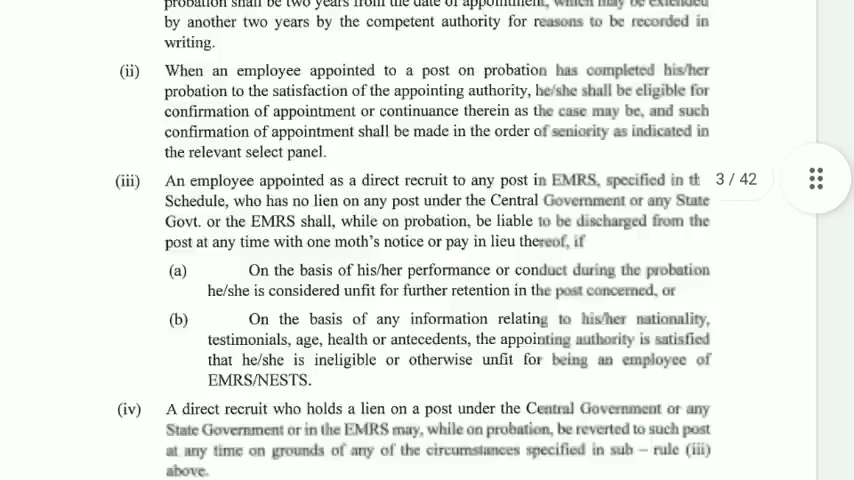 probation shall be two years from the date of appointment, which may be extended
by another two years by the competent authority for reasons to be recorded in
writing.
(ii) When an employee appointed to a post on probation has completed his/her
probation to the satisfaction of the appointing authority, he/she shall be eligible for
confirmation of appointment or continuance therein as the case may be, and such
confirmation of appointment shall be made in the order of seniority as indicated in
the relevant select panel.
(iii) An employee appointed as a direct recruit to any post in EMRS, specified in th 3 / 42
Schedule, who has no lien on any post under the Central Government or any State
Govt. or the EMRS shall, while on probation, be liable to be discharged from the
post at any time with one moth's notice or pay in lieu thereof, if
(a) On the basis of his/her performance or conduct during the probation
he/she is considered unfit for further retention in the post concerned, or
(b) On the basis of any information relating to his/her nationality,
testimonials, age, health or antecedents, the appointing authority is satisfied
that he/she is ineligible or otherwise unfit for being an employee of
EMRS/NESTS.
(iv) A direct recruit who holds a lien on a post under the Central Government or any
State Government or in the EMRS may, while on probation, be reverted to such post
at any time on grounds of any of the circumstances specified in sub – rule (iii)
above.